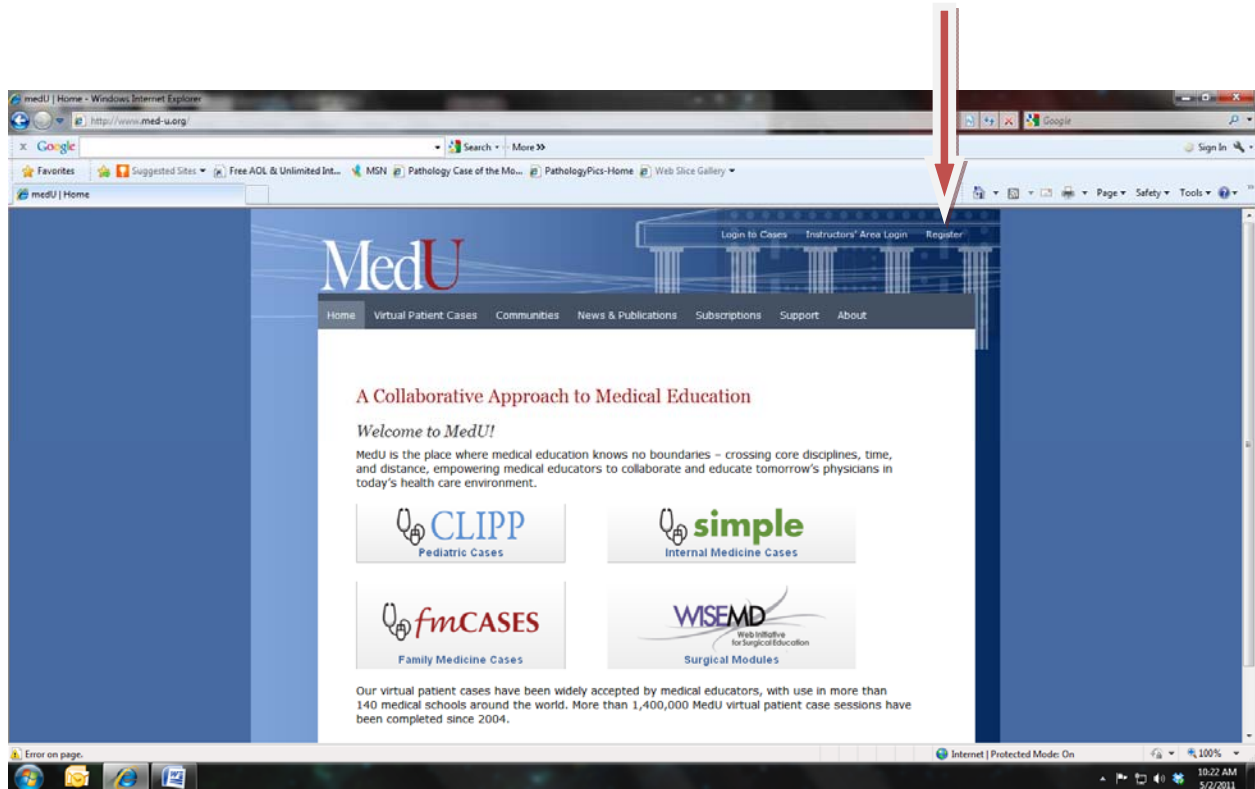 medU | Home - Windows Internet Explorer
http://www.med-u.org/
Google
x Google Search More >> Sign In
Favorites Suggested Sites Free AOL & Unlimited Int... MSN Pathology Case of the Mo... PathologyPics-Home Web Slice Gallery
medU | Home Page Safety Tools
Login to Cases Instructors' Area Login Register
MedU
Home Virtual Patient Cases Communities News & Publications Subscriptions Support About
A Collaborative Approach to Medical Education
Welcome to MedU!
MedU is the place where medical education knows no boundaries – crossing core disciplines, time,
and distance, empowering medical educators to collaborate and educate tomorrow's physicians in
today's health care environment.
CLIPP
Pediatric Cases
simple
Internal Medicine Cases
fmCASES
Family Medicine Cases
WISEMD
Web Initiative
for Surgical Education
Surgical Modules
Our virtual patient cases have been widely accepted by medical educators, with use in more than
140 medical schools around the world. More than 1,400,000 MedU virtual patient case sessions have
been completed since 2004.
Error on page. Internet | Protected Mode: On 100%
10:22 AM
5/2/2011